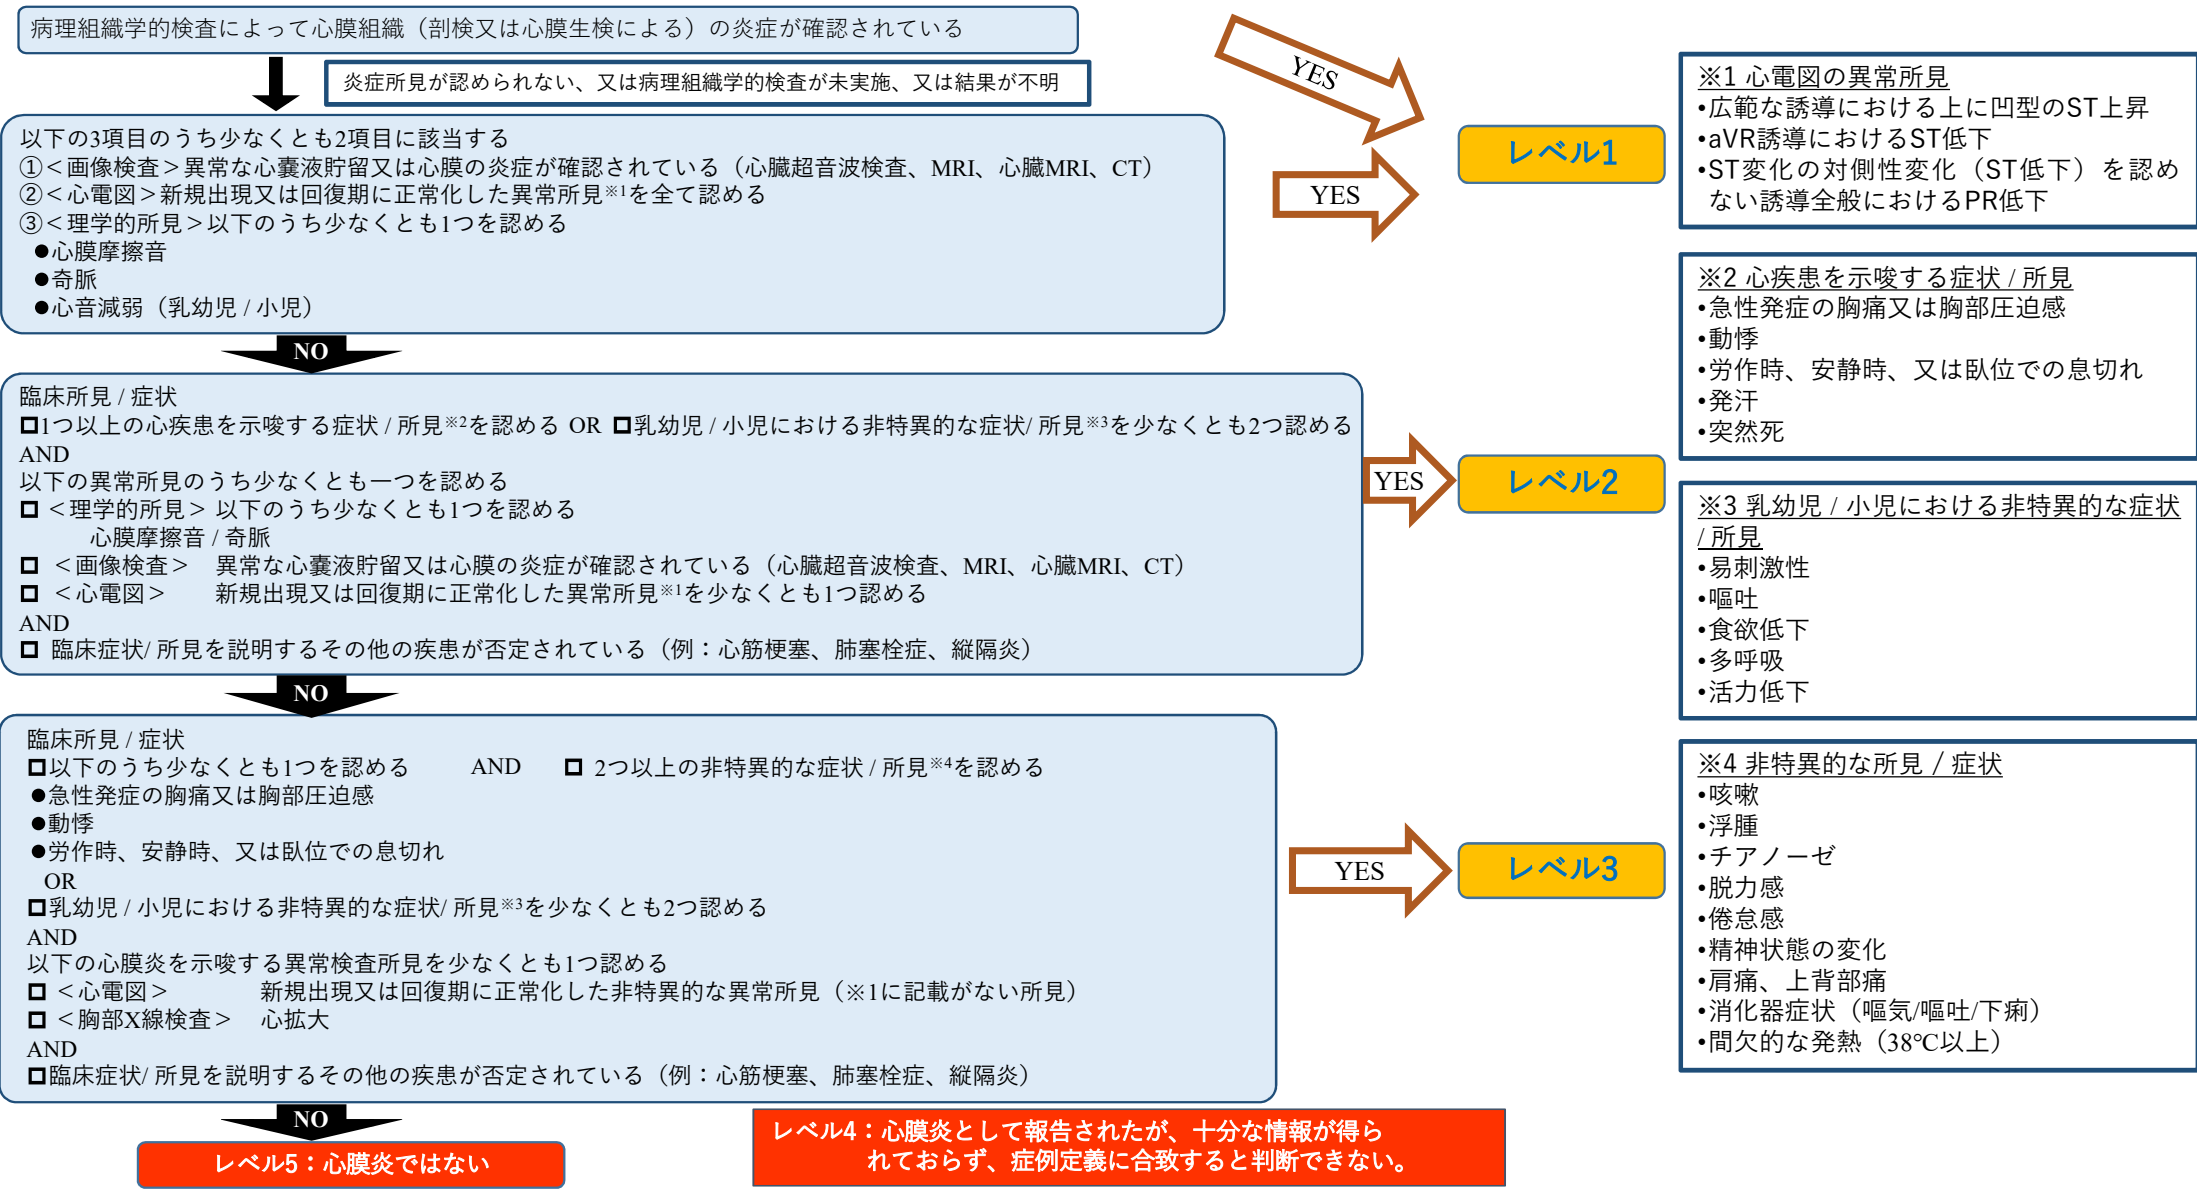 病理組織学的検査によって心膜組織（剖検又は心膜生検による）の炎症が確認されている
炎症所見が認められない、又は病理組織学的検査が未実施、又は結果が不明
YES
以下の3項目のうち少なくとも2項目に該当する
①＜画像検査＞異常な心嚢液貯留又は心膜の炎症が確認されている（心臓超音波検査、MRI、心臓MRI、CT）
②＜心電図＞新規出現又は回復期に正常化した異常所見※1を全て認める
③＜理学的所見＞以下のうち少なくとも1つを認める
●心膜摩擦音
●奇脈
●心音減弱（乳幼児 / 小児）
YES
レベル1
NO
臨床所見 / 症状
□1つ以上の心疾患を示唆する症状 / 所見※2を認める OR □乳幼児 / 小児における非特異的な症状/ 所見※3を少なくとも2つ認める
AND
以下の異常所見のうち少なくとも一つを認める
□ ＜理学的所見＞ 以下のうち少なくとも1つを認める
心膜摩擦音 / 奇脈
□ ＜画像検査＞ 異常な心嚢液貯留又は心膜の炎症が確認されている（心臓超音波検査、MRI、心臓MRI、CT）
□ ＜心電図＞ 新規出現又は回復期に正常化した異常所見※1を少なくとも1つ認める
AND
□ 臨床症状/ 所見を説明するその他の疾患が否定されている（例：心筋梗塞、肺塞栓症、縦隔炎）
YES
レベル2
NO
臨床所見 / 症状
□以下のうち少なくとも1つを認める AND □ 2つ以上の非特異的な症状 / 所見※4を認める
●急性発症の胸痛又は胸部圧迫感
●動悸
●労作時、安静時、又は臥位での息切れ
OR
□乳幼児 / 小児における非特異的な症状/ 所見※3を少なくとも2つ認める
AND
以下の心膜炎を示唆する異常検査所見を少なくとも1つ認める
□ ＜心電図＞ 新規出現又は回復期に正常化した非特異的な異常所見（※1に記載がない所見）
□ ＜胸部X線検査＞ 心拡大
AND
□臨床症状/ 所見を説明するその他の疾患が否定されている（例：心筋梗塞、肺塞栓症、縦隔炎）
YES
レベル3
NO
レベル5：心膜炎ではない
レベル4：心膜炎として報告されたが、十分な情報が得ら
れておらず、症例定義に合致すると判断できない。
※1 心電図の異常所見
•広範な誘導における上に凹型のST上昇
•aVR誘導におけるST低下
•ST変化の対側性変化（ST低下）を認め
ない誘導全般におけるPR低下
※2 心疾患を示唆する症状 / 所見
•急性発症の胸痛又は胸部圧迫感
•動悸
•労作時、安静時、又は臥位での息切れ
•発汗
•突然死
※3 乳幼児 / 小児における非特異的な症状
/ 所見
•易刺激性
•嘔吐
•食欲低下
•多呼吸
•活力低下
※4 非特異的な所見 / 症状
•咳嗽
•浮腫
•チアノーゼ
•脱力感
•倦怠感
•精神状態の変化
•肩痛、上背部痛
•消化器症状（嘔気/嘔吐/下痢）
•間欠的な発熱（38℃以上）